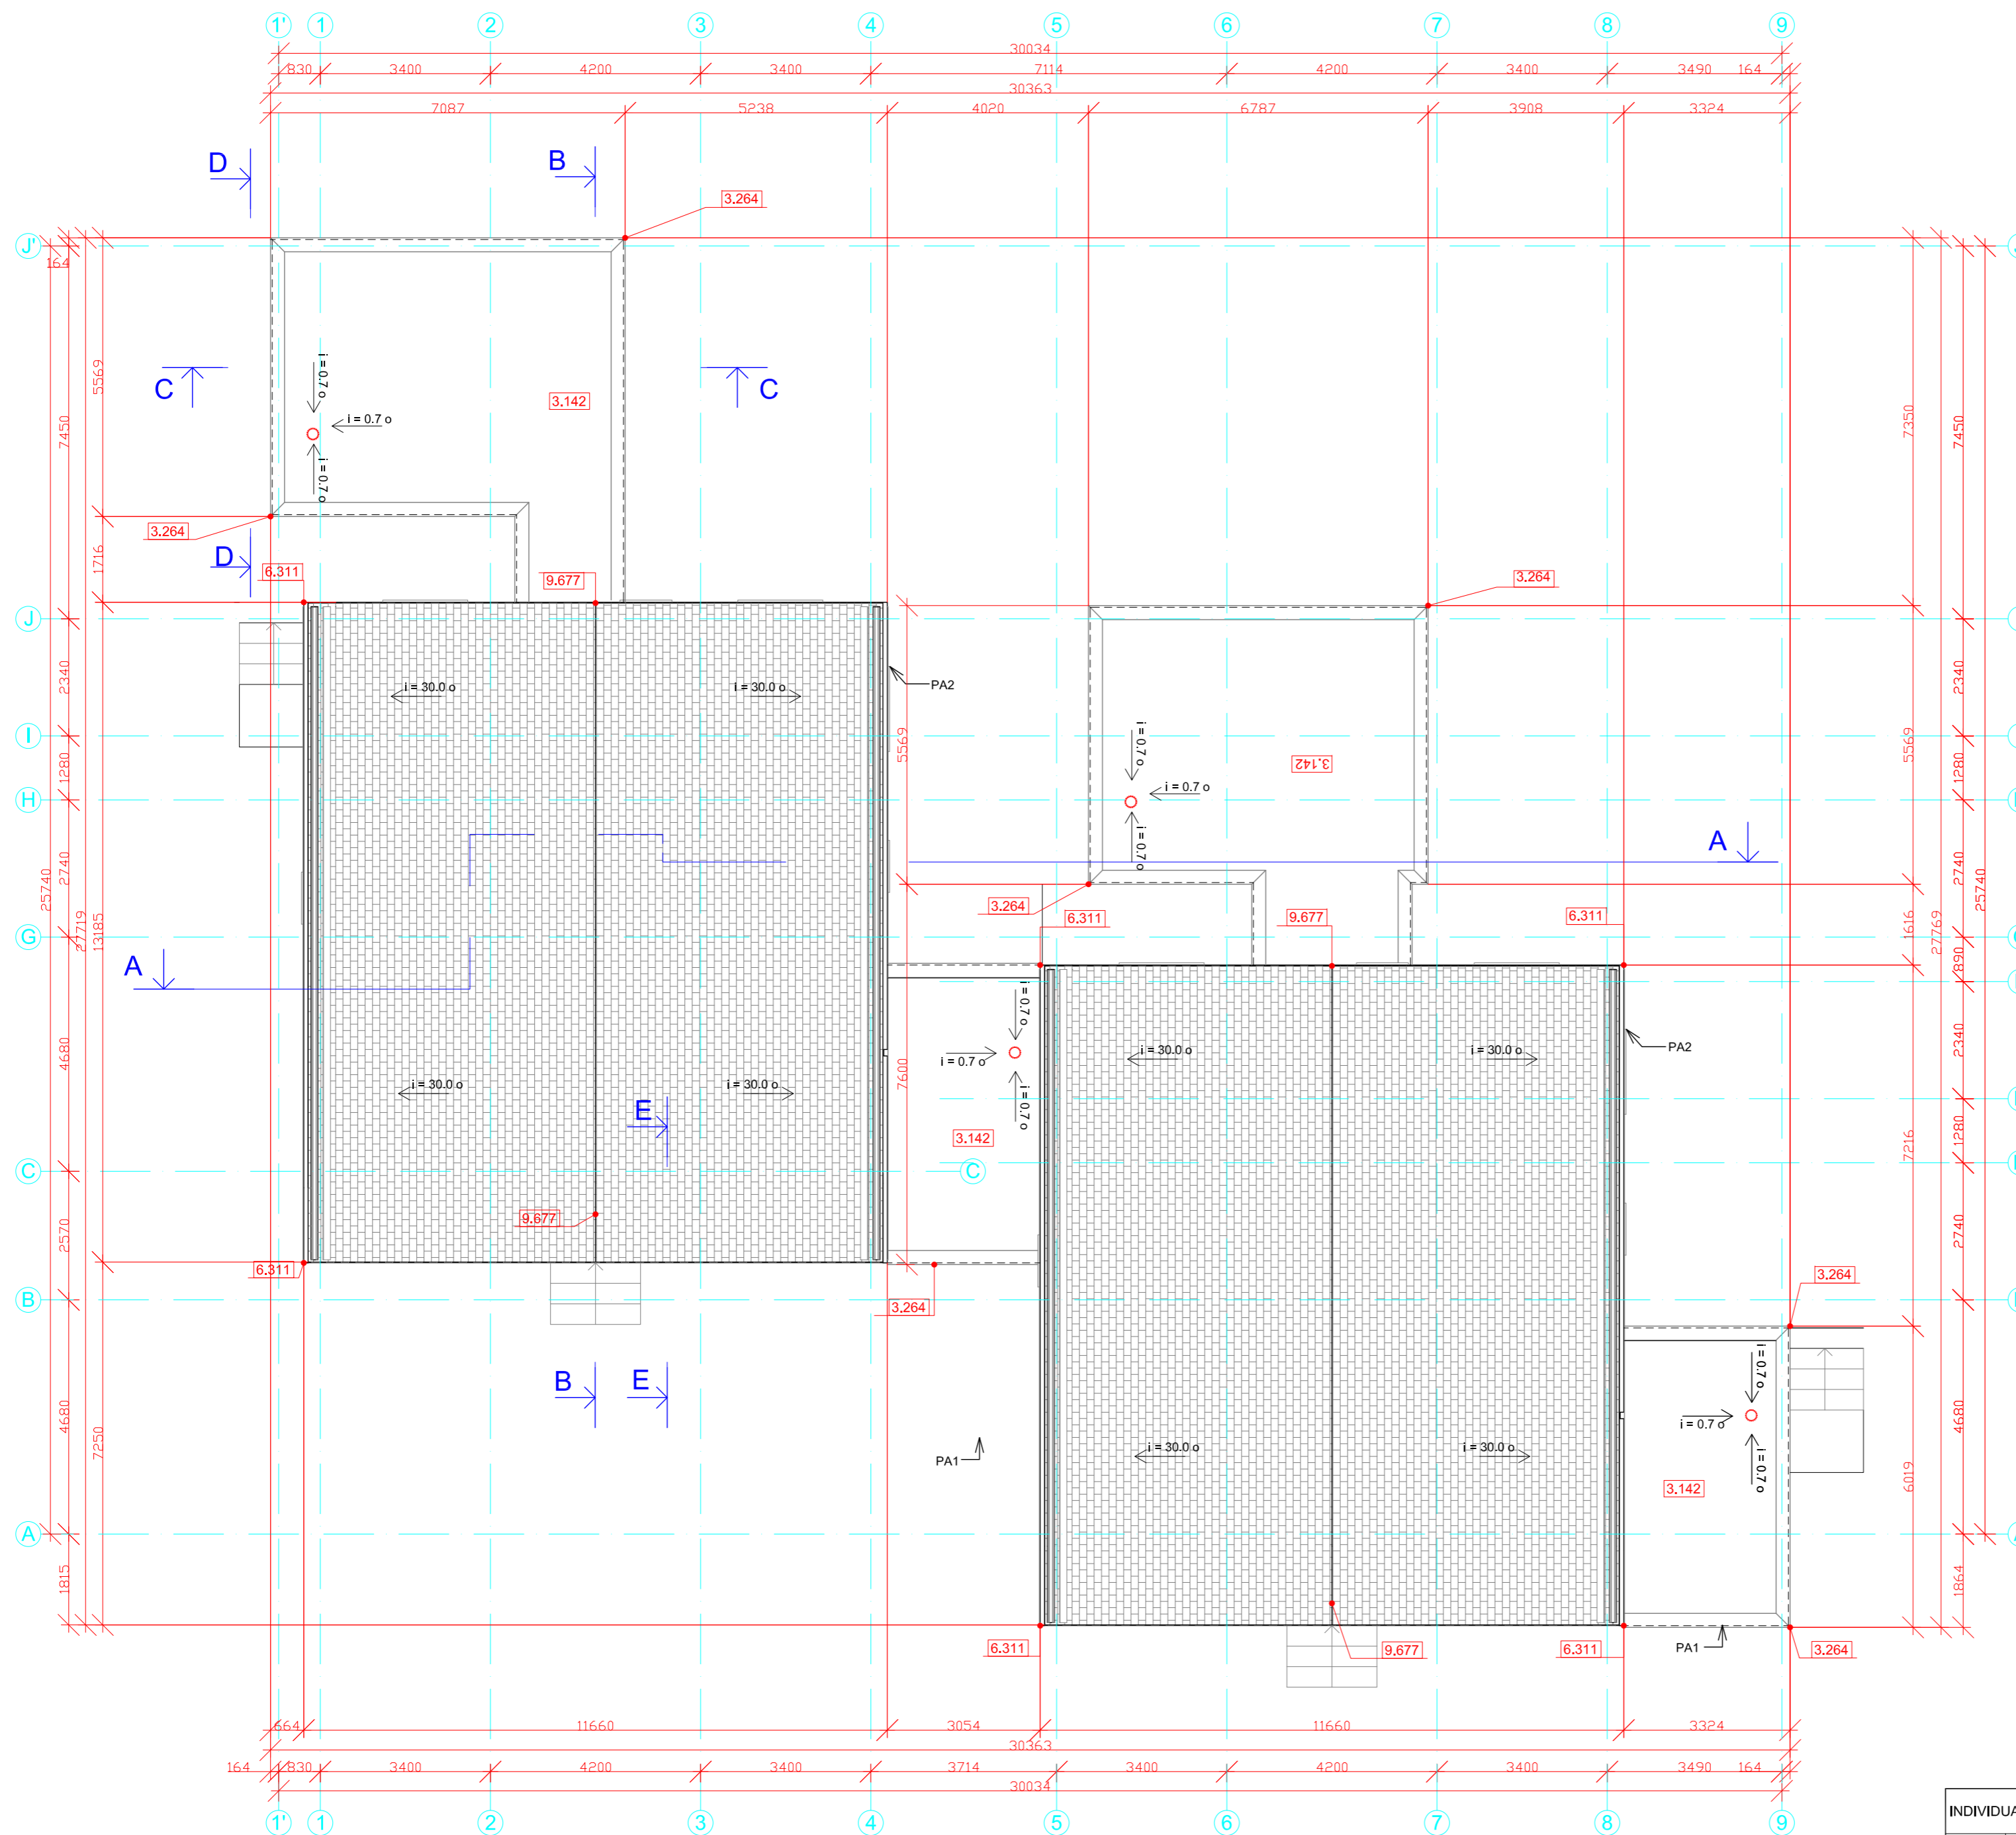 1' 1 2 3 4 5 6 7 8 9
30034
830 3400 4200 3400 7114 4200 3400 3490 164
30363
7087 5238 4020 6787 3908 3324
D B
3.264
J'
164
5569
7450
C C
i = 0.7 o
i = 0.7 o
i = 0.7 o
3.142
7350
7450
3.264
D
1716
6.311 9.677
3.264
J
2340
i = 30.0 o i = 30.0 o
PA2
2340
I
5569
i = 0.7 o
i = 0.7 o
i = 0.7 o
3.142
5569
1280
1280
H
A
2740
25740
27719
13185
2740
25740
3.264
6.311 9.677 6.311
G
1616
27769
890
A
i = 0.7 o
i = 0.7 o
i = 0.7 o
4680
7600
i = 30.0 o i = 30.0 o
PA2
2340
i = 30.0 o i = 30.0 o
E
3.142
7216
1280
C C
9.677
2570
2740
6.311
3.264
3.264
B
B E
4680
7250
PA1
i = 0.7 o
i = 0.7 o
i = 0.7 o
4680
i = 30.0 o i = 30.0 o
3.142
6019
A
1815
1864
6.311 9.677 6.311
PA1
3.264
664 11660 3054 11660 3324
30363
164 830 3400 4200 3400 3714 3400 4200 3400 3490 164
30034
1' 1 2 3 4 5 6 7 8 9